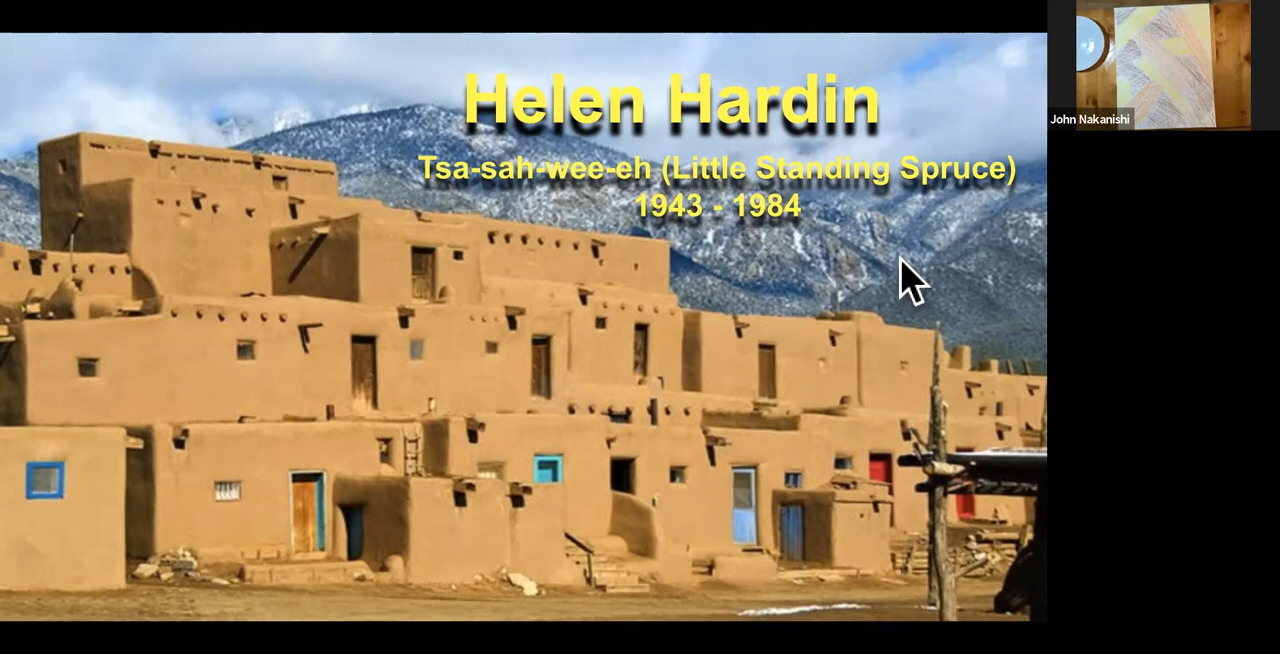 Helen Hardin
Tsa-sah-wee-eh (Little Standing Spruce)
1943 - 1984
John Nakanishi